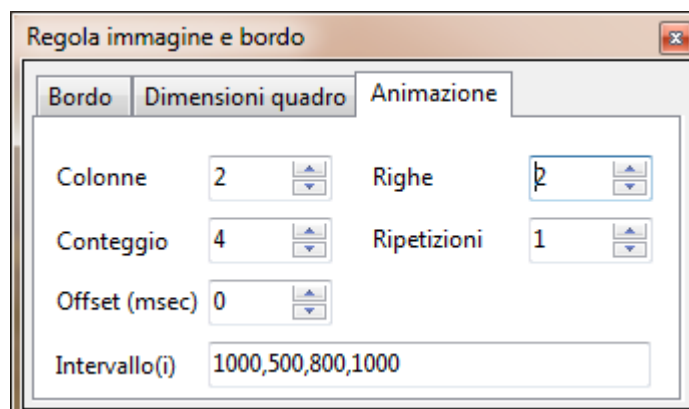 Regola immagine e bordo
Bordo Dimensioni quadro Animazione
Colonne 2 Righe 2
Conteggio 4 Ripetizioni 1
Offset (msec) 0
Intervallo(i) 1000,500,800,1000